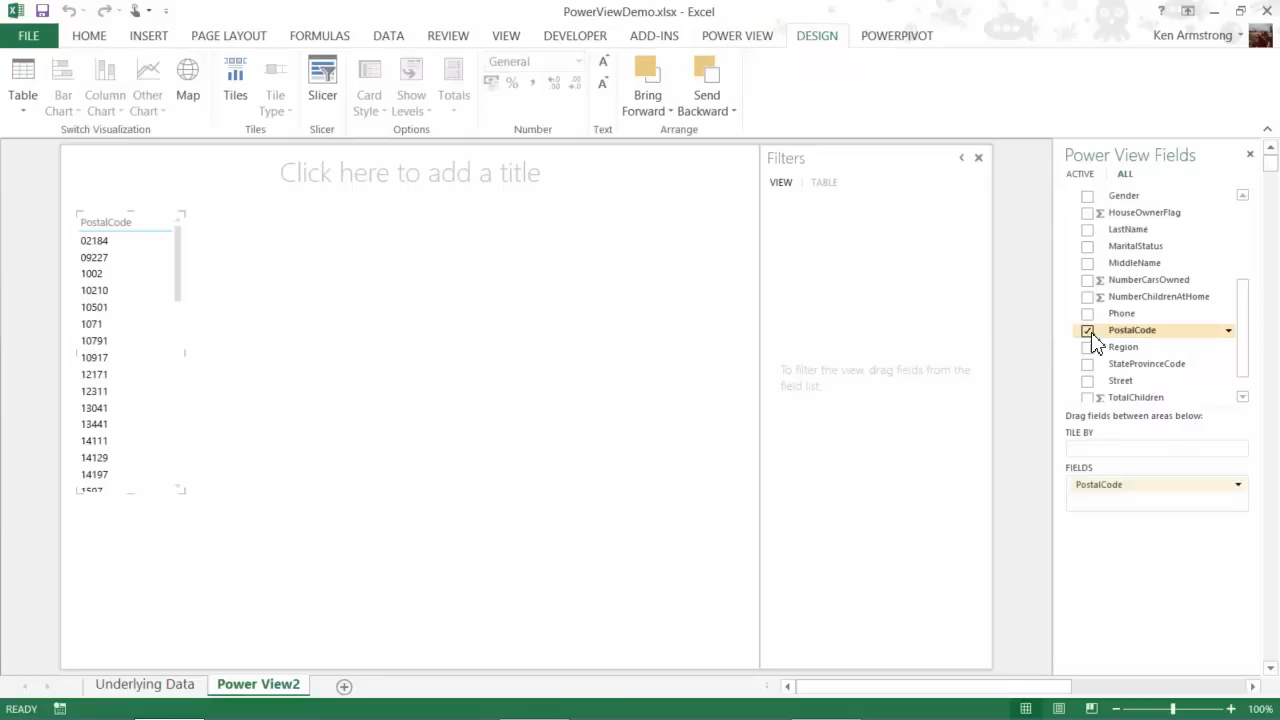 PowerViewDemo.xlsx - Excel
?
FILE HOME INSERT PAGE LAYOUT FORMULAS DATA REVIEW VIEW DEVELOPER ADD-INS POWER VIEW DESIGN POWERPIVOT Ken Armstrong
Table Bar Chart Column Chart Other Chart Map Tiles Tile Type Slicer Card Style Show Levels Totals General % , .00 .0 A A Bring Forward Send Backward
Switch Visualization Tiles Slicer Options Number Text Arrange
Click here to add a title
PostalCode
02184
09227
1002
10210
10501
1071
10791
10917
12171
12311
13041
13441
14111
14129
14197
1597
Filters
VIEW | TABLE
To filter the view, drag fields from the
field list.
Power View Fields
ACTIVE ALL
Gender
Σ HouseOwnerFlag
LastName
MaritalStatus
MiddleName
Σ NumberCarsOwned
Σ NumberChildrenAtHome
Phone
PostalCode
Region
StateProvinceCode
Street
Σ TotalChildren
Drag fields between areas below:
TILE BY
FIELDS
PostalCode
Underlying Data Power View2
READY 100%